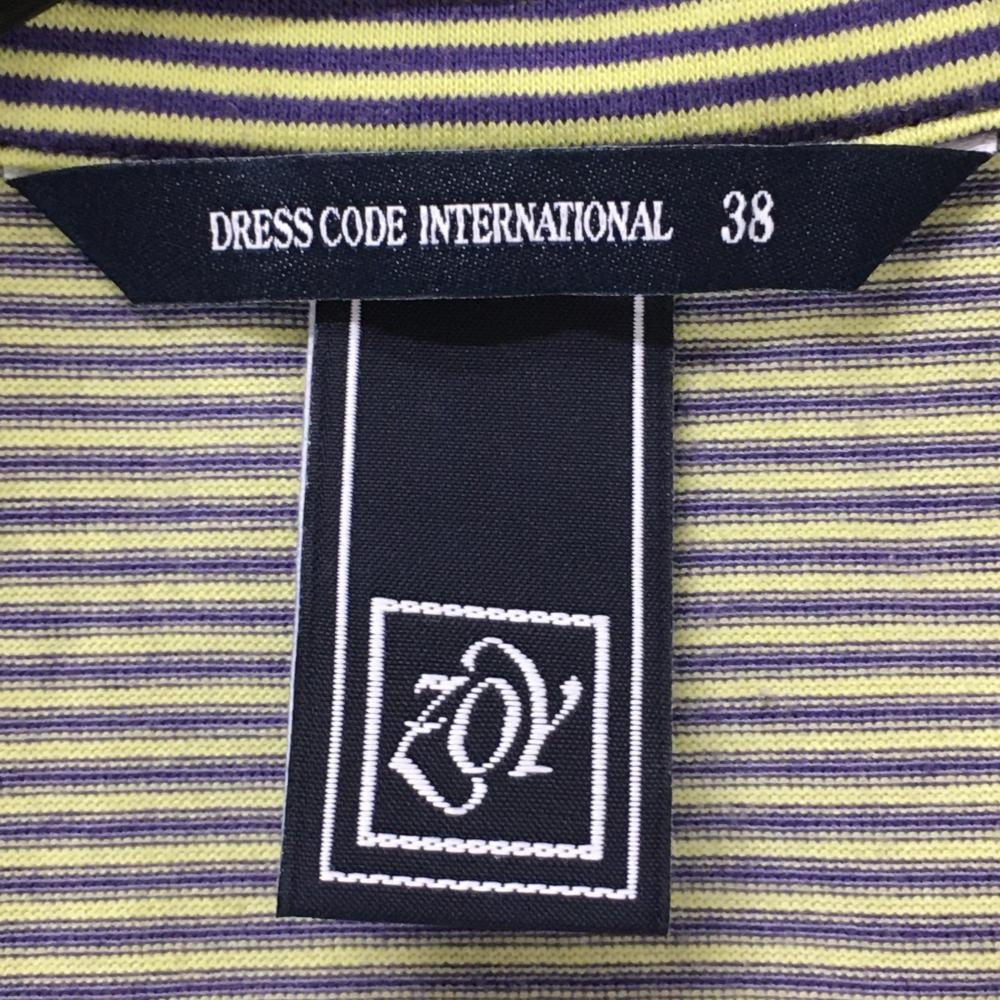 DRESS CODE INTERNATIONAL 38
ZOY